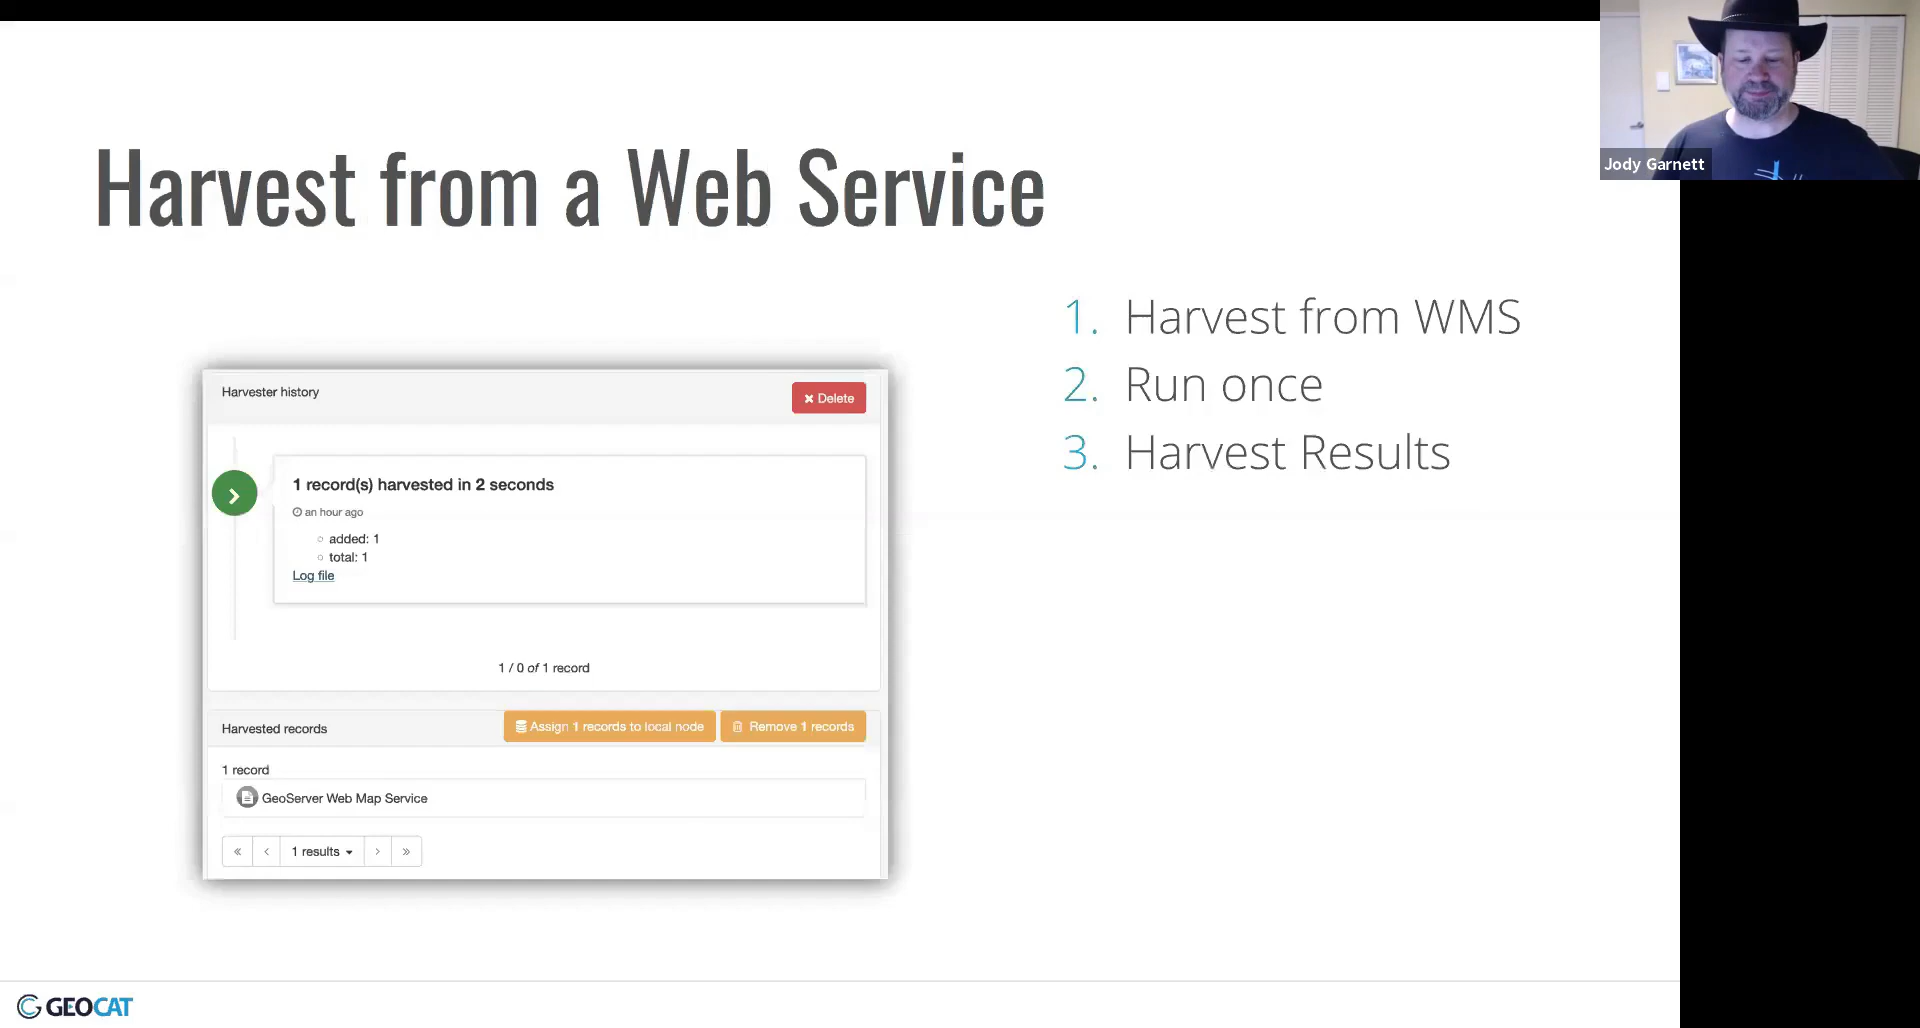 Jody Garnett
Harvest from a Web Service
1. Harvest from WMS
2. Run once
3. Harvest Results
Harvester history
Delete
1 record(s) harvested in 2 seconds
an hour ago
added: 1
total: 1
Log file
1 / 0 of 1 record
Harvested records
Assign 1 records to local node
Remove 1 records
1 record
GeoServer Web Map Service
« ‹ 1 results › »
GEOCAT